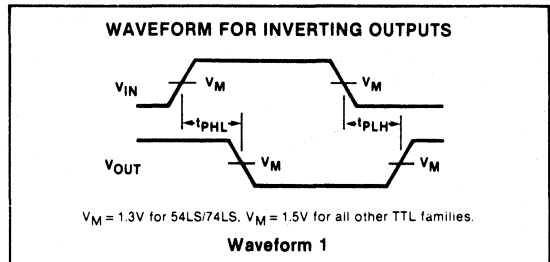 WAVEFORM FOR INVERTING OUTPUTS
VIN VM VM
tPHL tPLH
VOUT VM VM
VM = 1.3V for 54LS/74LS, VM = 1.5V for all other TTL families.
Waveform 1